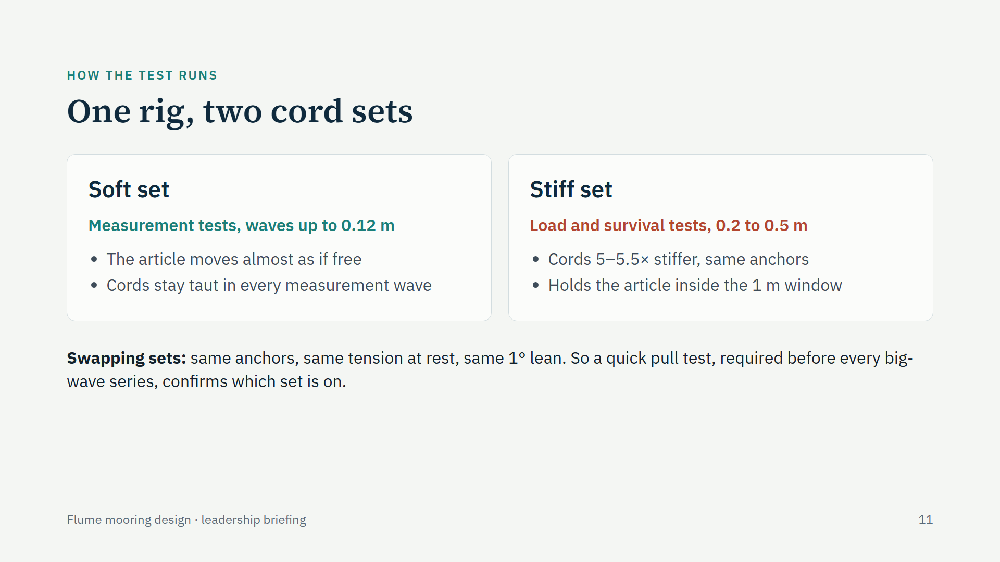 HOW THE TEST RUNS
One rig, two cord sets
Soft set
Measurement tests, waves up to 0.12 m
• The article moves almost as if free
• Cords stay taut in every measurement wave
Stiff set
Load and survival tests, 0.2 to 0.5 m
• Cords 5–5.5× stiffer, same anchors
• Holds the article inside the 1 m window
Swapping sets: same anchors, same tension at rest, same 1° lean. So a quick pull test, required before every big-
wave series, confirms which set is on.
Flume mooring design · leadership briefing
11